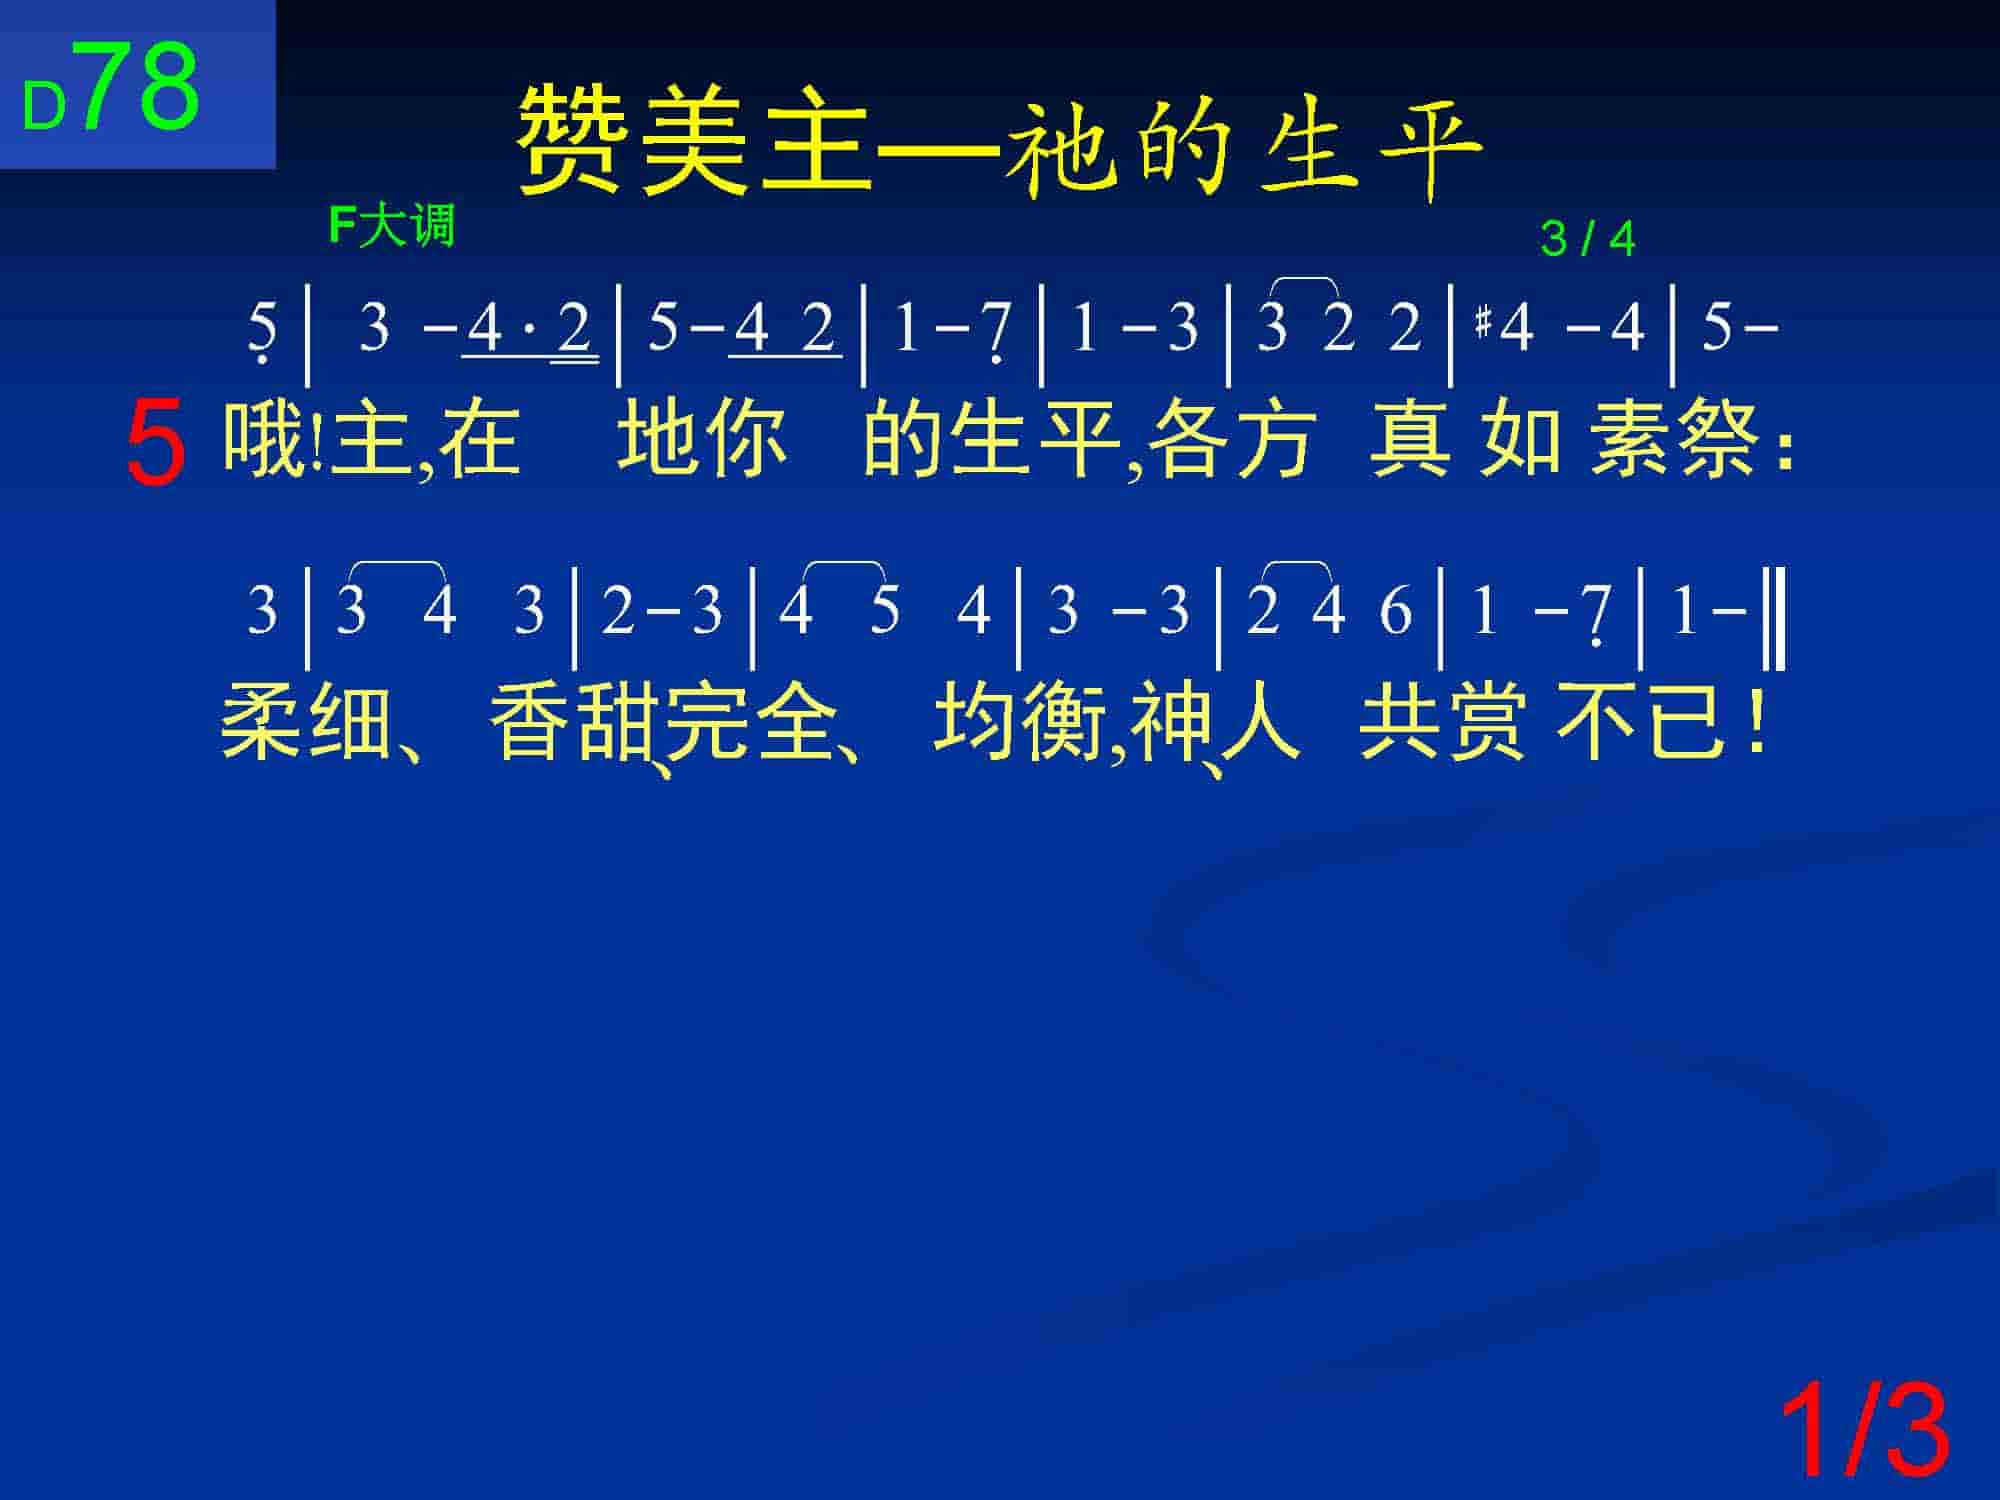 D78
赞美主—祂的生平
F大调 3 / 4
5̣ | 3 – 4 · 2 | 5 – 4 2 | 1 – 7̣ | 1 – 3 | 3 2 2 | #4 – 4 | 5 –
5 哦!主,在 地你 的生平,各方 真 如 素祭:
3 | 3 4 3 | 2 – 3 | 4 5 4 | 3 – 3 | 2 4 6 | 1 – 7̣ | 1 – ‖
柔细、香甜、完全、均衡,神、人 共赏 不已!
1/3